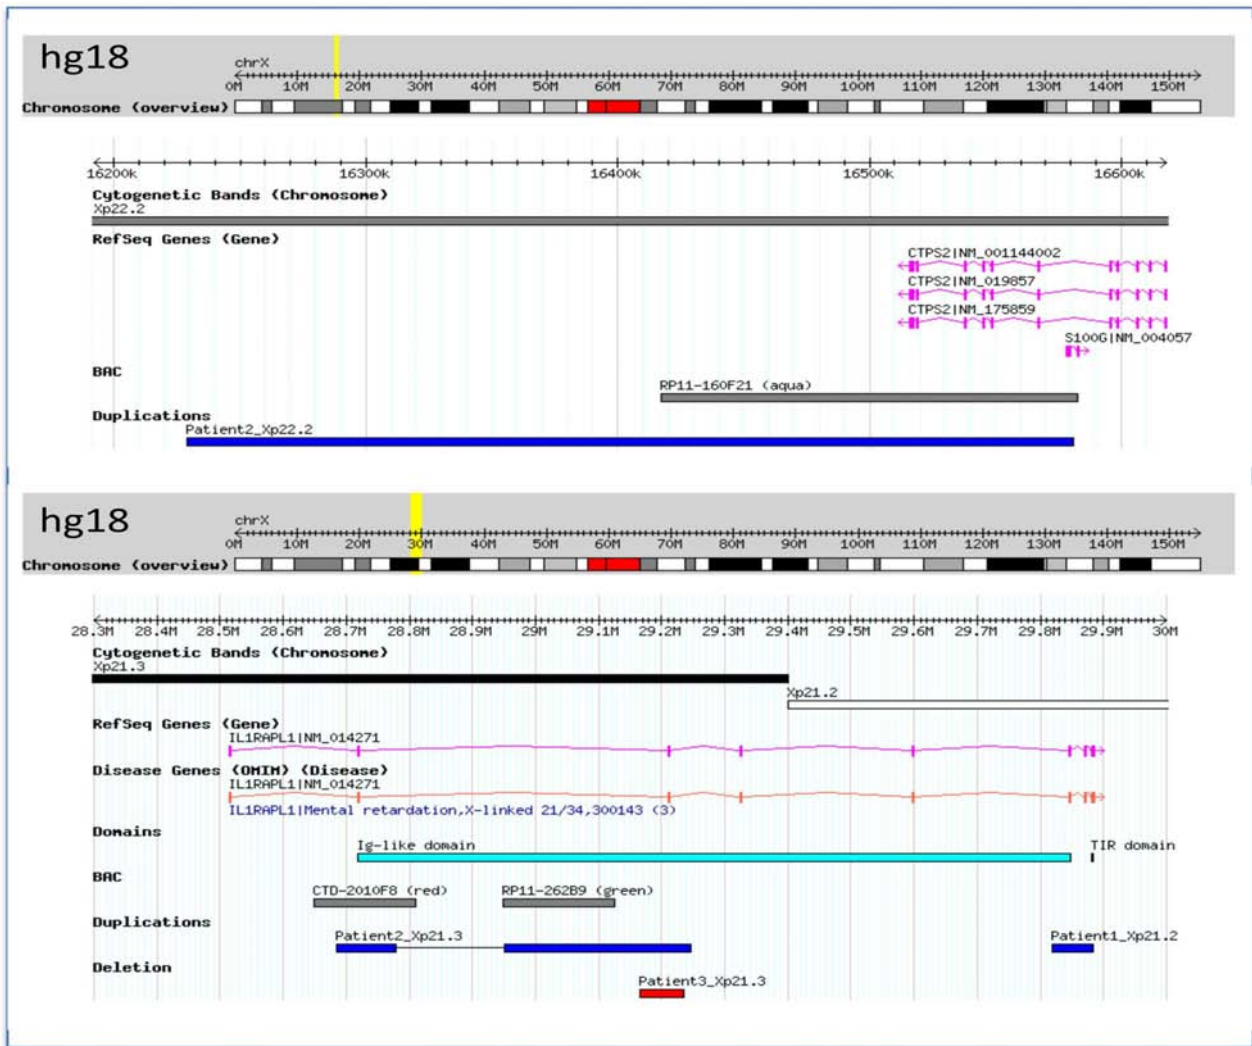 hg18
chrX
0M 10M 20M 30M 40M 50M 60M 70M 80M 90M 100M 110M 120M 130M 140M 150M
Chromosome (overview)
16200k 16300k 16400k 16500k 16600k
Cytogenetic Bands (Chromosome)
Xp22.2
RefSeq Genes (Gene)
CTPS2|NM_001144002
CTPS2|NM_019857
CTPS2|NM_175859
S100G|NM_004057
BAC
RP11-160F21 (aqua)
Duplications
Patient2_Xp22.2
hg18
chrX
0M 10M 20M 30M 40M 50M 60M 70M 80M 90M 100M 110M 120M 130M 140M 150M
Chromosome (overview)
28.3M 28.4M 28.5M 28.6M 28.7M 28.8M 28.9M 29M 29.1M 29.2M 29.3M 29.4M 29.5M 29.6M 29.7M 29.8M 29.9M 30M
Cytogenetic Bands (Chromosome)
Xp21.3
Xp21.2
RefSeq Genes (Gene)
IL1RAPL1|NM_014271
Disease Genes (OMIM) (Disease)
IL1RAPL1|NM_014271
IL1RAPL1|Mental retardation,X-linked 21/34,300143 (3)
Domains
Ig-like domain TIR domain
BAC
CTD-2010F8 (red) RP11-262B9 (green)
Duplications
Patient2_Xp21.3 Patient1_Xp21.2
Deletion
Patient3_Xp21.3